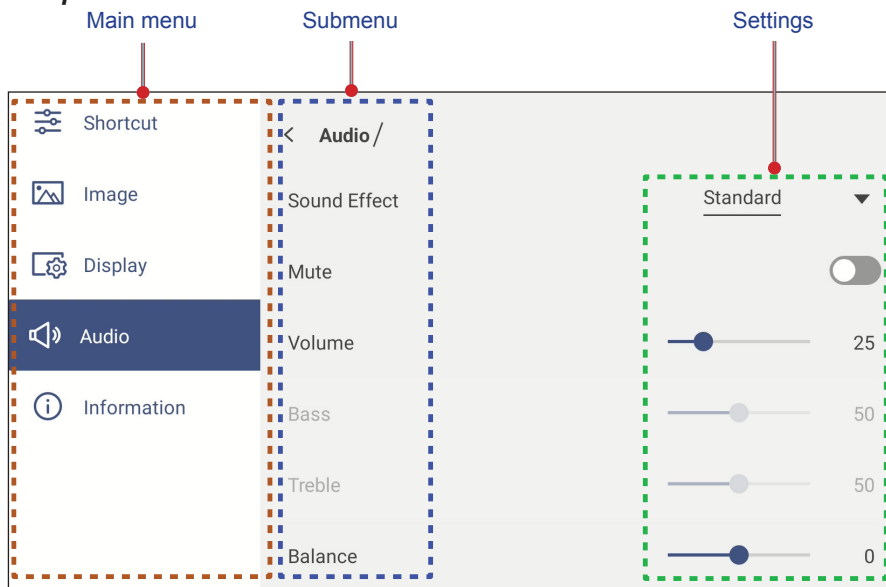 Main menu Submenu Settings
Shortcut
Image
Display
Audio
Information
< Audio/
Sound Effect Standard
Mute
Volume 25
Bass 50
Treble 50
Balance 0